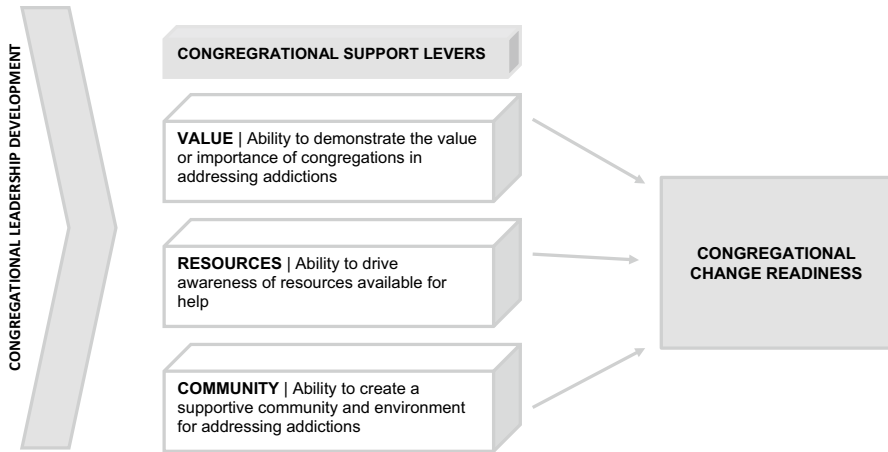 CONGREGATIONAL LEADERSHIP DEVELOPMENT
CONGREGRATIONAL SUPPORT LEVERS
VALUE | Ability to demonstrate the value
or importance of congregations in
addressing addictions
RESOURCES | Ability to drive
awareness of resources available for
help
COMMUNITY | Ability to create a
supportive community and environment
for addressing addictions
CONGREGATIONAL
CHANGE READINESS